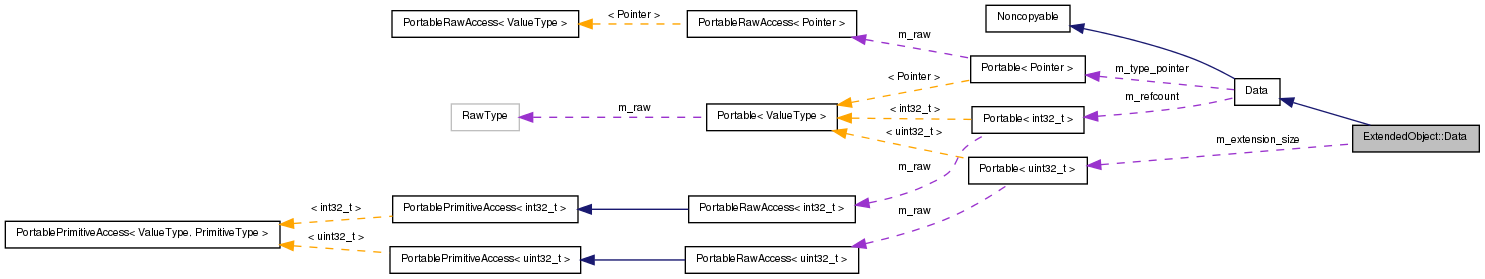 PortableRawAccess< ValueType >
< Pointer >
PortableRawAccess< Pointer >
Noncopyable
m_raw
Portable< Pointer >
m_type_pointer
< Pointer >
Data
m_refcount
RawType
m_raw
Portable< ValueType >
< int32_t >
Portable< int32_t >
< uint32_t >
ExtendedObject::Data
m_extension_size
m_raw
Portable< uint32_t >
< int32_t >
PortablePrimitiveAccess< int32_t >
PortableRawAccess< int32_t >
m_raw
PortablePrimitiveAccess< ValueType, PrimitiveType >
< uint32_t >
PortablePrimitiveAccess< uint32_t >
PortableRawAccess< uint32_t >